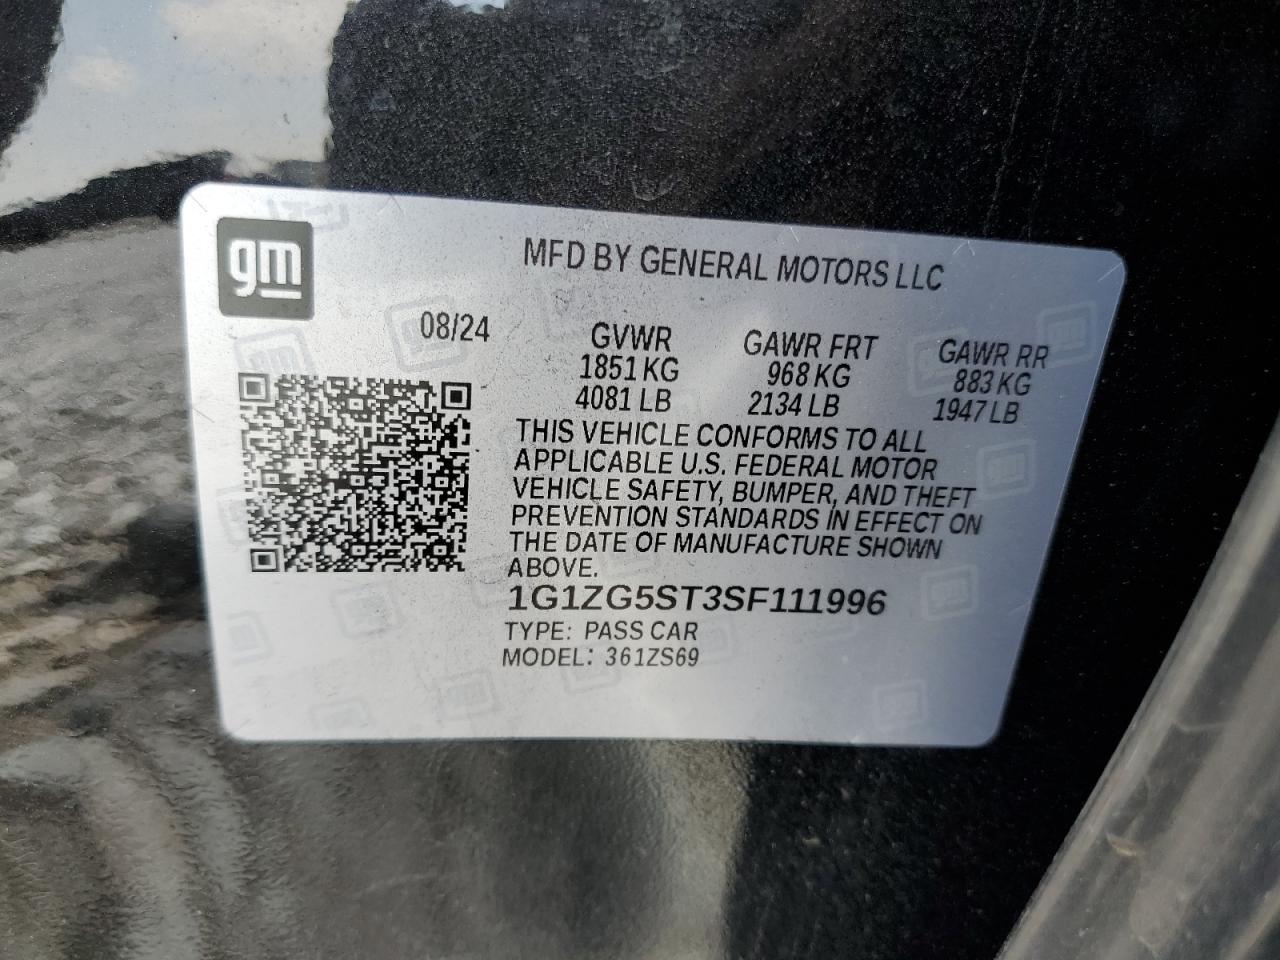 gm
MFD BY GENERAL MOTORS LLC
08/24
GVWR GAWR FRT GAWR RR
1851 KG 968 KG 883 KG
4081 LB 2134 LB 1947 LB
THIS VEHICLE CONFORMS TO ALL
APPLICABLE U.S. FEDERAL MOTOR
VEHICLE SAFETY, BUMPER, AND THEFT
PREVENTION STANDARDS IN EFFECT ON
THE DATE OF MANUFACTURE SHOWN
ABOVE.
1G1ZG5ST3SF111996
TYPE: PASS CAR
MODEL: 361ZS69